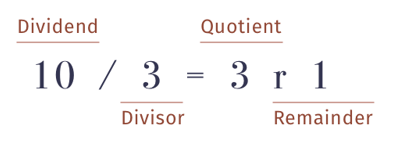 Dividend Quotient
10 / 3 = 3 r 1
Divisor Remainder